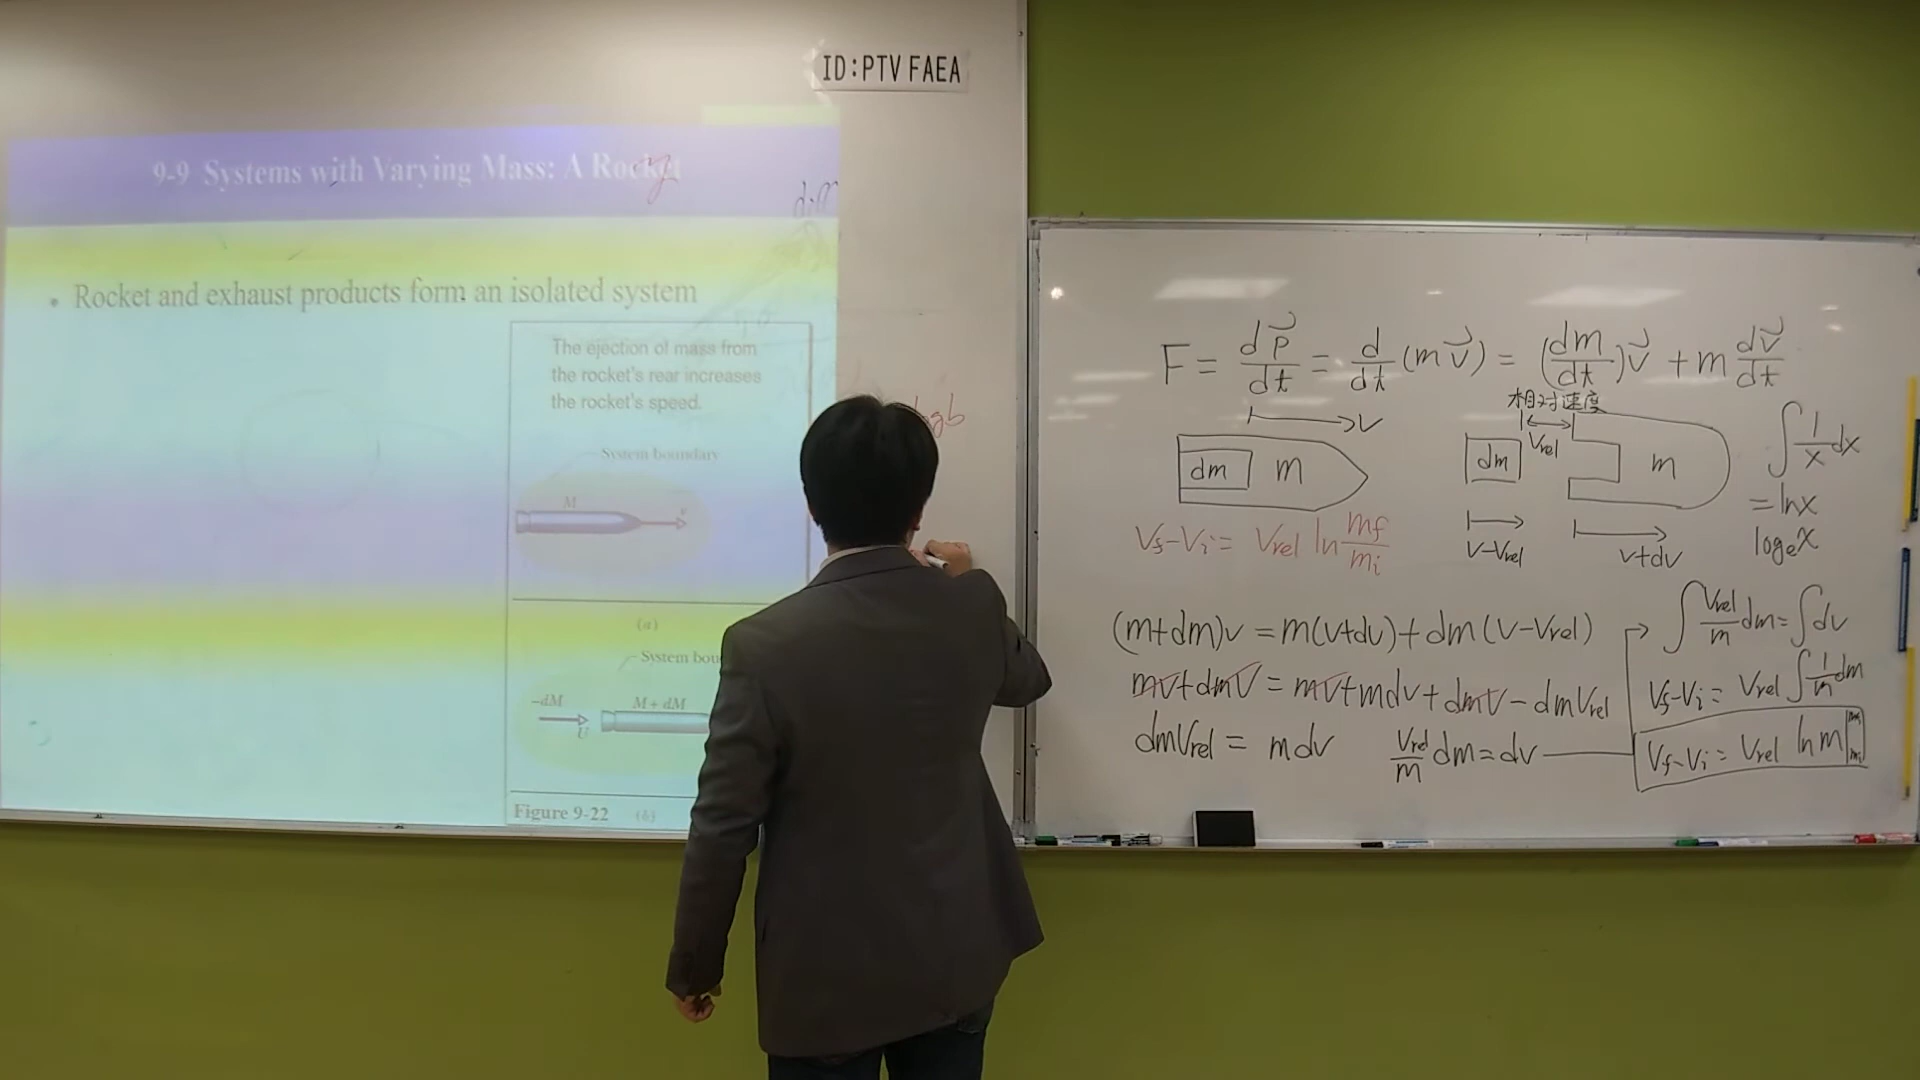 ID:PTV FAEA
9-9 Systems with Varying Mass: A Rocket
y
• Rocket and exhaust products form an isolated system
The ejection of mass from
the rocket's rear increases
the rocket's speed.
System boundary
M
v
(a)
System bou
-dM
M + dM
U
Figure 9-22 (b)
F = dp⃗/dt = d/dt (mv⃗) = (dm/dt)v⃗ + m dv⃗/dt
相对速度
v
Vrel
dm m
dm
m
∫ 1/x dx
= lnx
logeX
Vf-Vi = Vrel ln mf/mi
V-Vrel
v+dv
(m+dm)v = m(v+dv)+dm(v-Vrel)
mv+dmv = mv+mdv+dmv-dmVrel
dmVrel = mdv
Vrel/m dm = dv
∫ Vrel/m dm = ∫dv
Vf-Vi = Vrel ∫ 1/m dm
Vf-Vi = Vrel ln m |mf mi